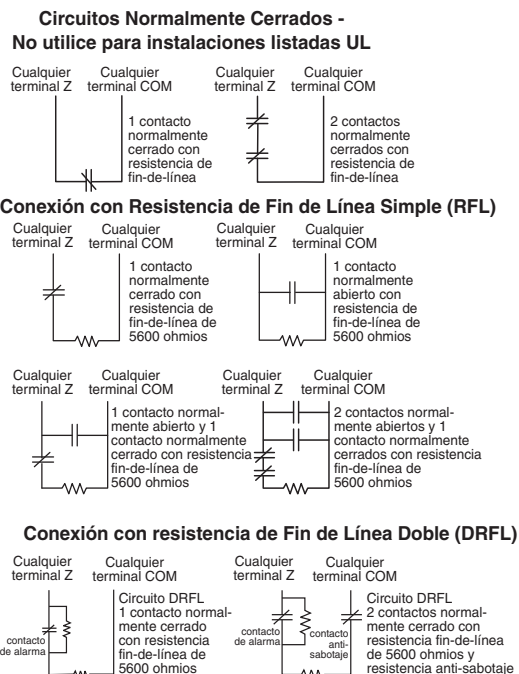 Circuitos Normalmente Cerrados -
No utilice para instalaciones listadas UL
Cualquier
terminal Z
Cualquier
terminal COM
1 contacto
normalmente
cerrado con
resistencia de
fin-de-línea
Cualquier
terminal Z
Cualquier
terminal COM
2 contactos
normalmente
cerrados con
resistencia de
fin-de-línea
Conexión con Resistencia de Fin de Línea Simple (RFL)
Cualquier
terminal Z
Cualquier
terminal COM
1 contacto
normalmente
cerrado con
resistencia de
fin-de-línea de
5600 ohmios
Cualquier
terminal Z
Cualquier
terminal COM
1 contacto
normalmente
abierto con
resistencia de
fin-de-línea de
5600 ohmios
Cualquier
terminal Z
Cualquier
terminal COM
1 contacto normal-
mente abierto y 1
contacto normalmente
cerrado con resistencia
fin-de-línea de
5600 ohmios
Cualquier
terminal Z
Cualquier
terminal COM
2 contactos normal-
mente abiertos y 1
contacto normalmente
cerrados con resistencia
fin-de-línea de
5600 ohmios
Conexión con resistencia de Fin de Línea Doble (DRFL)
Cualquier
terminal Z
Cualquier
terminal COM
contacto
de alarma
Circuito DRFL
1 contacto normal-
mente cerrado
con resistencia
fin-de-línea de
5600 ohmios
Cualquier
terminal Z
Cualquier
terminal COM
contacto
de alarma
contacto
anti-
sabotaje
Circuito DRFL
2 contactos normal-
mente cerrado con
resistencia fin-de-línea
de 5600 ohmios y
resistencia anti-sabotaje